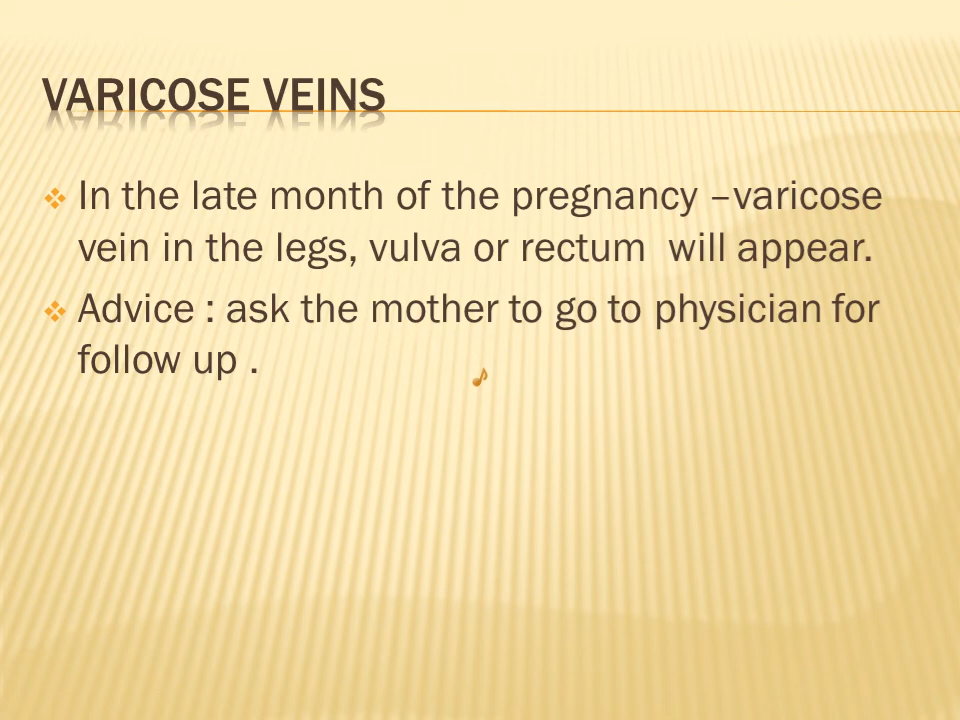 VARICOSE VEINS
In the late month of the pregnancy –varicose
vein in the legs, vulva or rectum  will appear.
Advice : ask the mother to go to physician for
follow up .